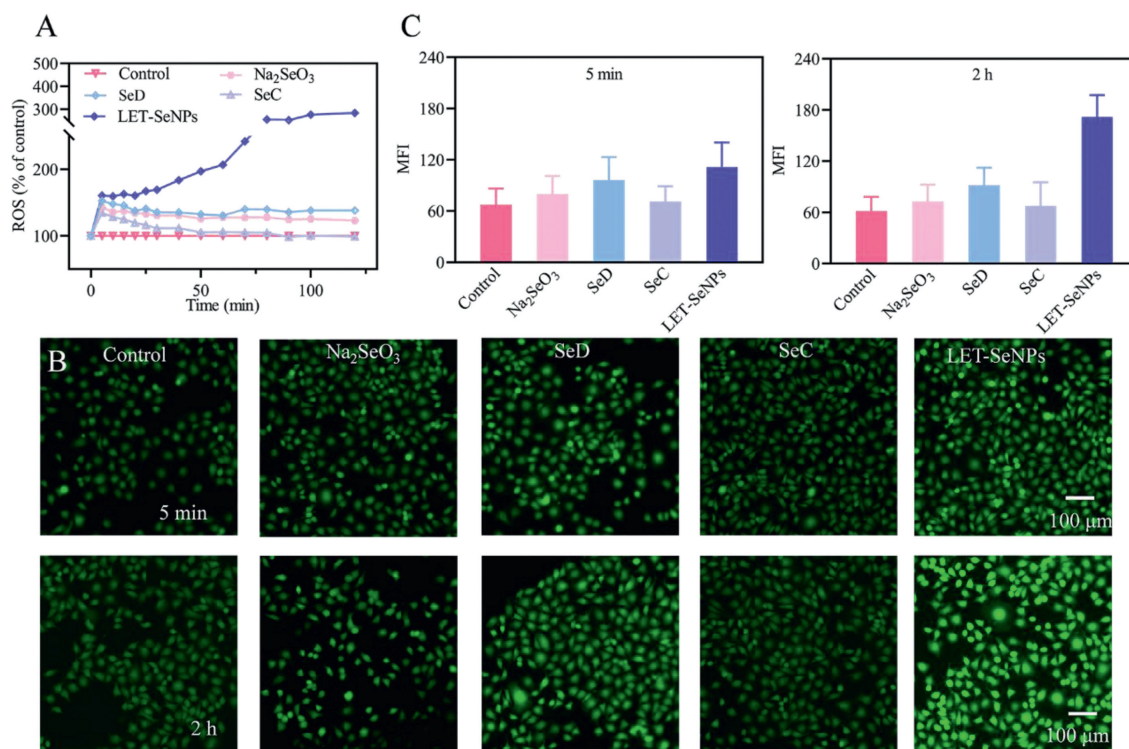 A
500
400
300
200
100
ROS (% of control)
Control
Na₂SeO₃
SeD
SeC
LET-SeNPs
0
50
100
Time (min)
C
240
180
120
60
0
MFI
5 min
Control
Na₂SeO₃
SeD
SeC
LET-SeNPs
240
180
120
60
0
MFI
2 h
Control
Na₂SeO₃
SeD
SeC
LET-SeNPs
B
Control
Na₂SeO₃
SeD
SeC
LET-SeNPs
5 min
100 μm
2 h
100 μm